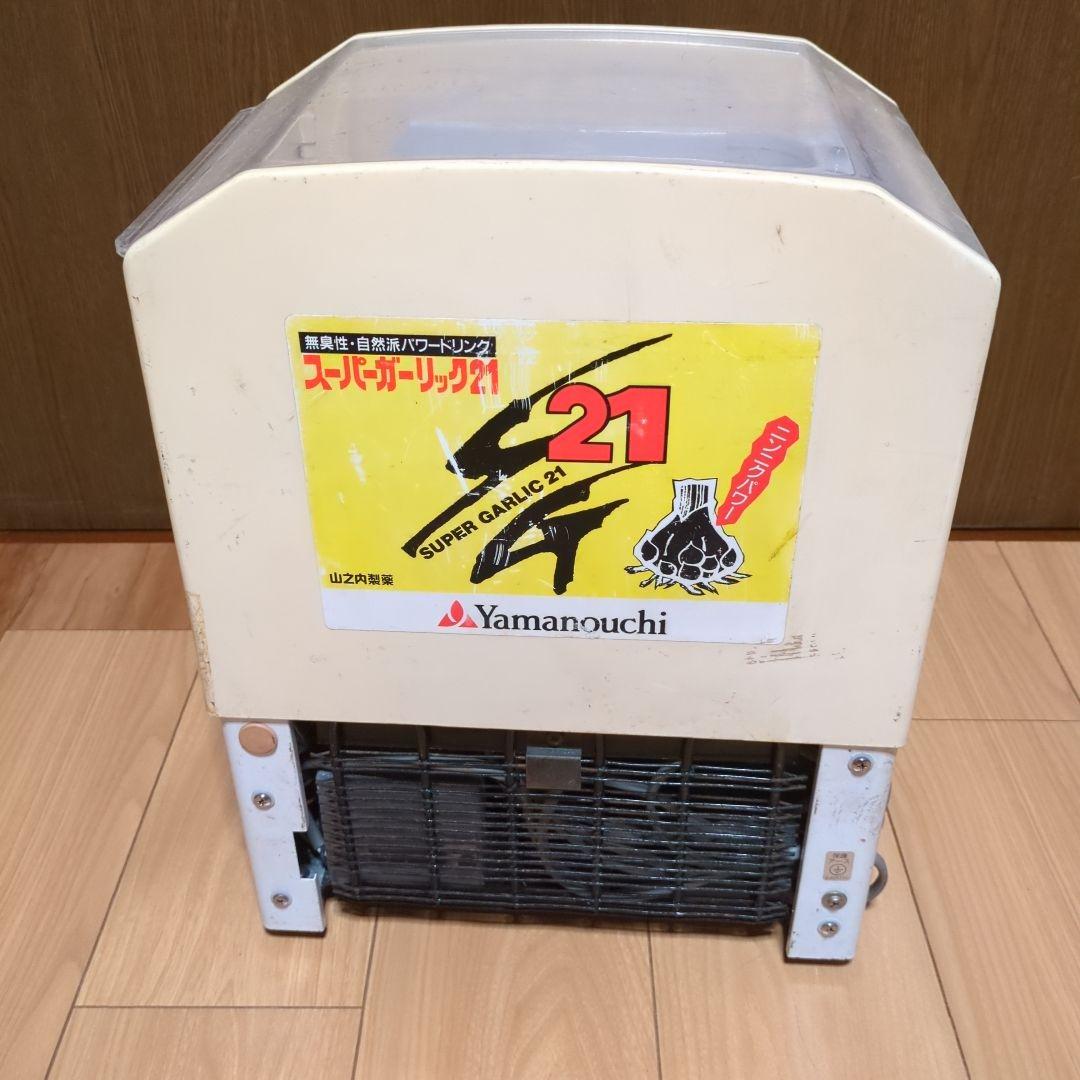 無臭性・自然派パワードリンク
スーパーガーリック21
SG
21
SUPER GARLIC 21
ニンニクパワー
山之内製薬
Yamanouchi